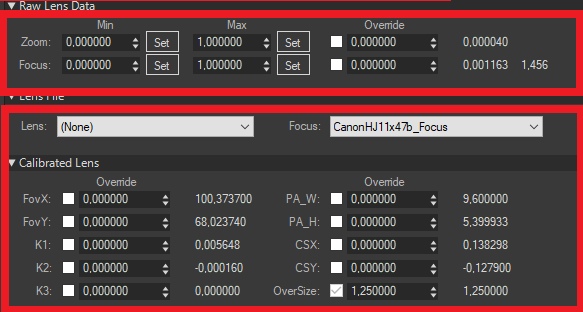 Raw Lens Data
Min Max Override
Zoom: 0,000000 Set 1,000000 Set 0,000000 0,000040
Focus: 0,000000 Set 1,000000 Set 0,000000 0,001163 1,456
Lens File
Lens: (None) Focus: CanonHJ11x47b_Focus
Calibrated Lens
Override Override
FovX: 0,000000 100,373700 PA_W: 0,000000 9,600000
FovY: 0,000000 68,023740 PA_H: 0,000000 5,399933
K1: 0,000000 0,005648 CSX: 0,000000 0,138298
K2: 0,000000 -0,000160 CSY: 0,000000 -0,127900
K3: 0,000000 0,000000 OverSize: 1,250000 1,250000